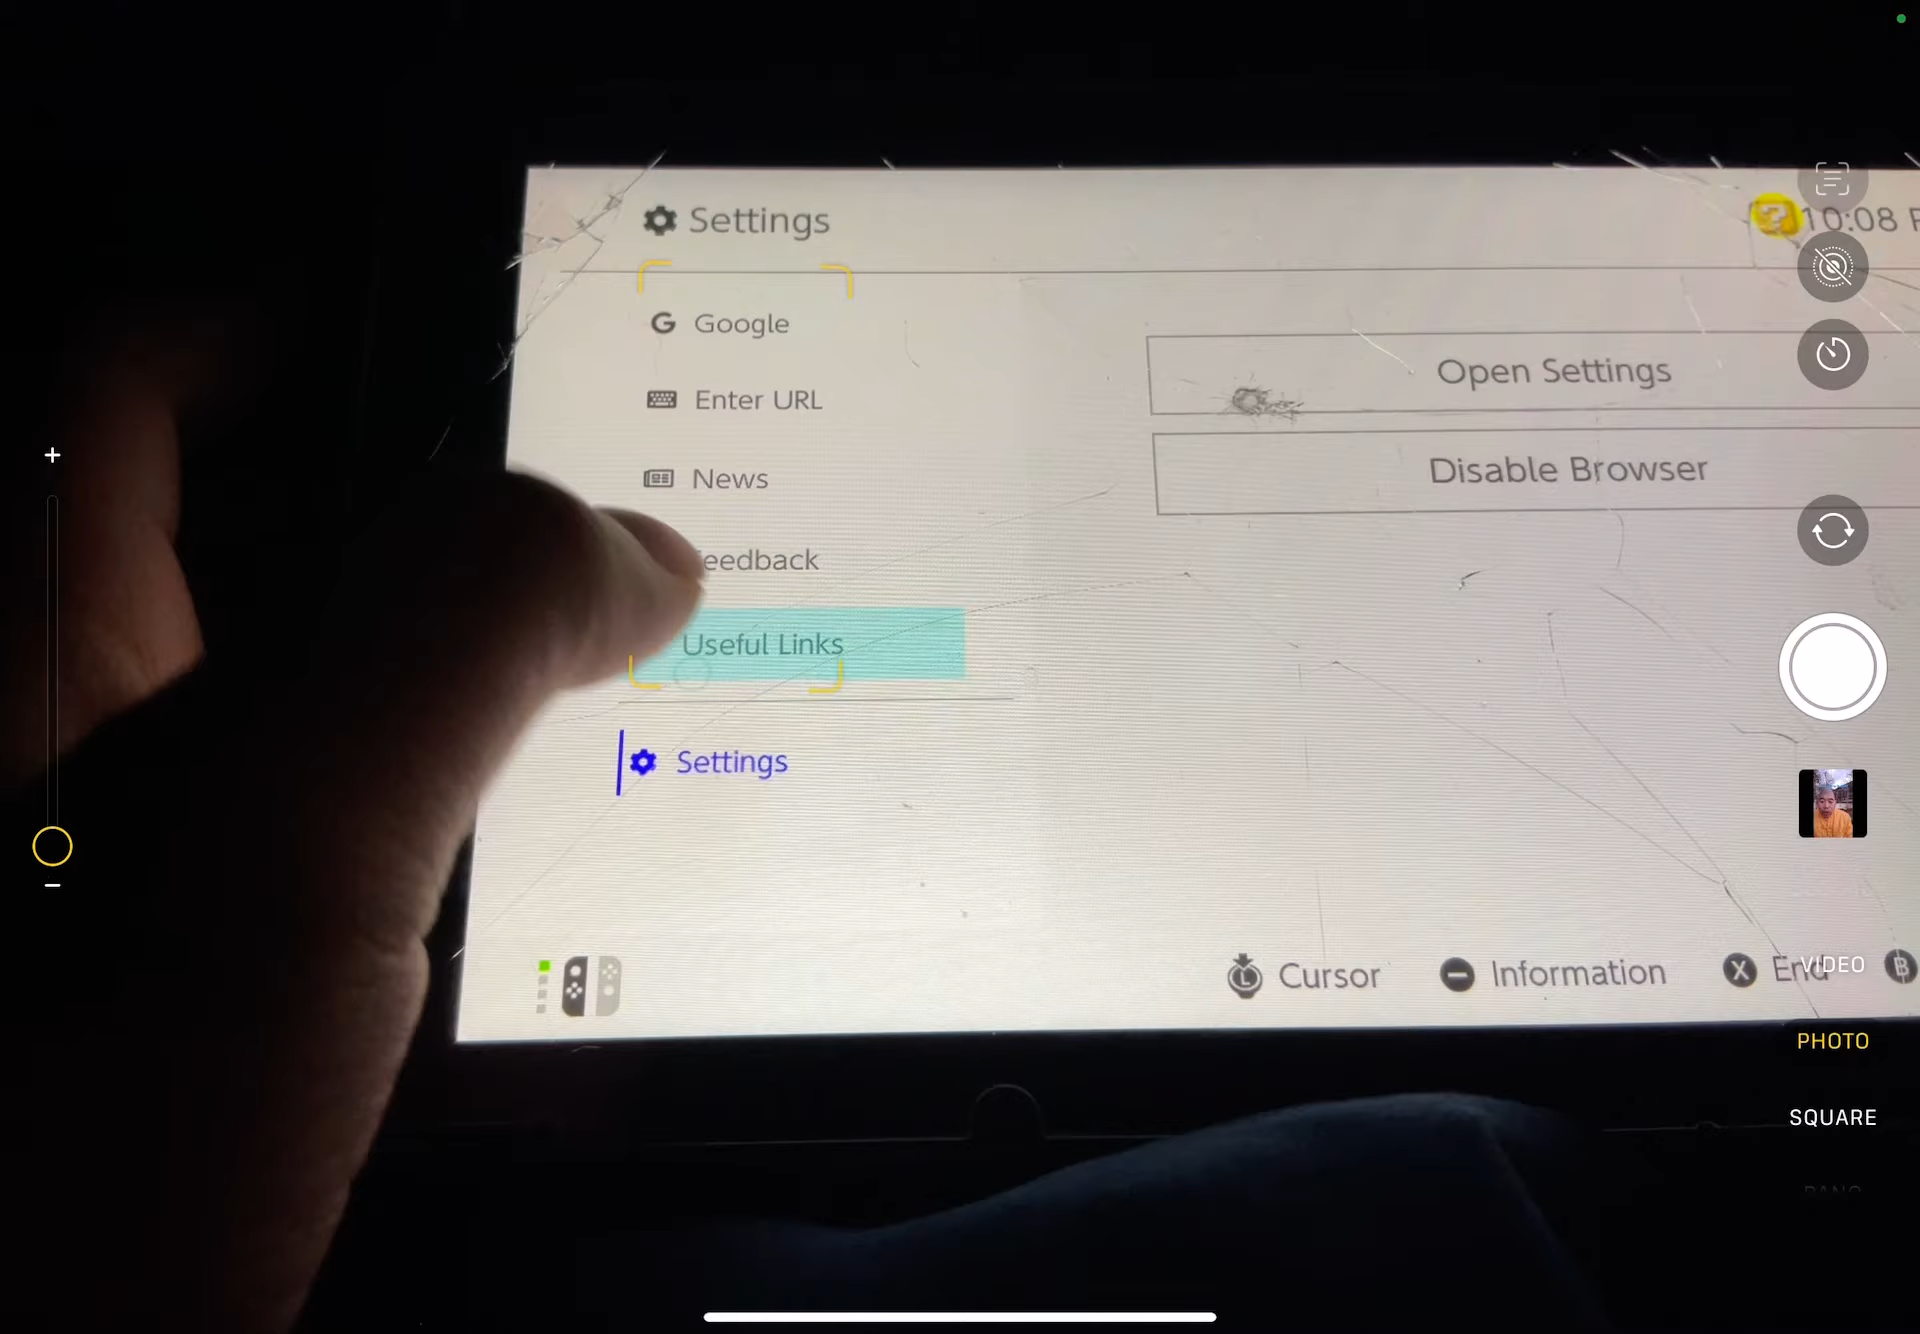 Settings
10:08 P
Google
Enter URL
News
eedback
Useful Links
Settings
Open Settings
Disable Browser
Cursor
Information
X End
B
VIDEO
PHOTO
SQUARE